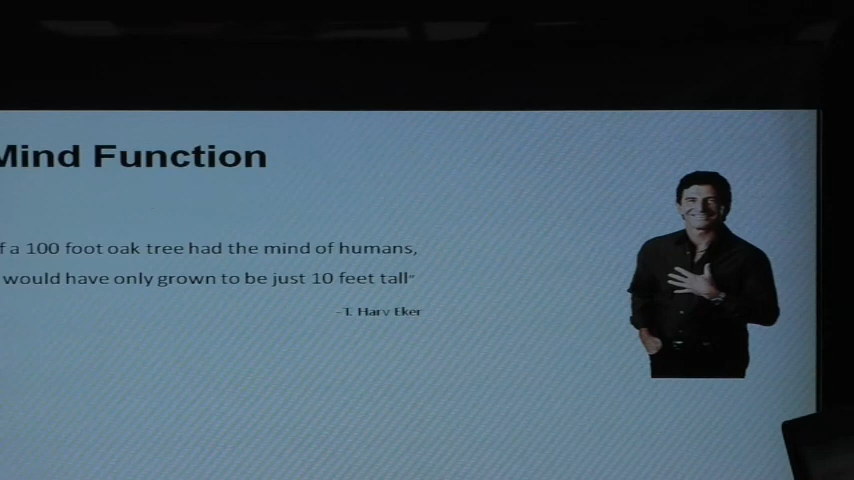 Mind Function
f a 100 foot oak tree had the mind of humans,
would have only grown to be just 10 feet tall"
-T. Harv Eker